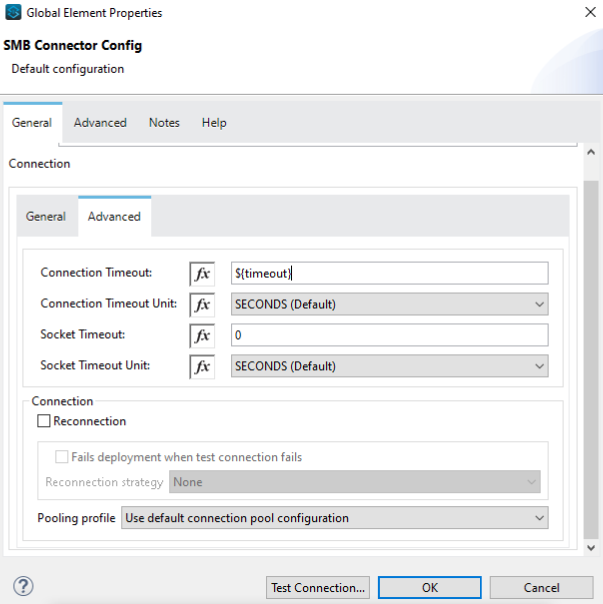 Global Element Properties
SMB Connector Config
Default configuration
General Advanced Notes Help
Connection
General Advanced
Connection Timeout: fx ${timeout}
Connection Timeout Unit: fx SECONDS (Default)
Socket Timeout: fx 0
Socket Timeout Unit: fx SECONDS (Default)
Connection
Reconnection
Fails deployment when test connection fails
Reconnection strategy None
Pooling profile Use default connection pool configuration
? Test Connection... OK Cancel